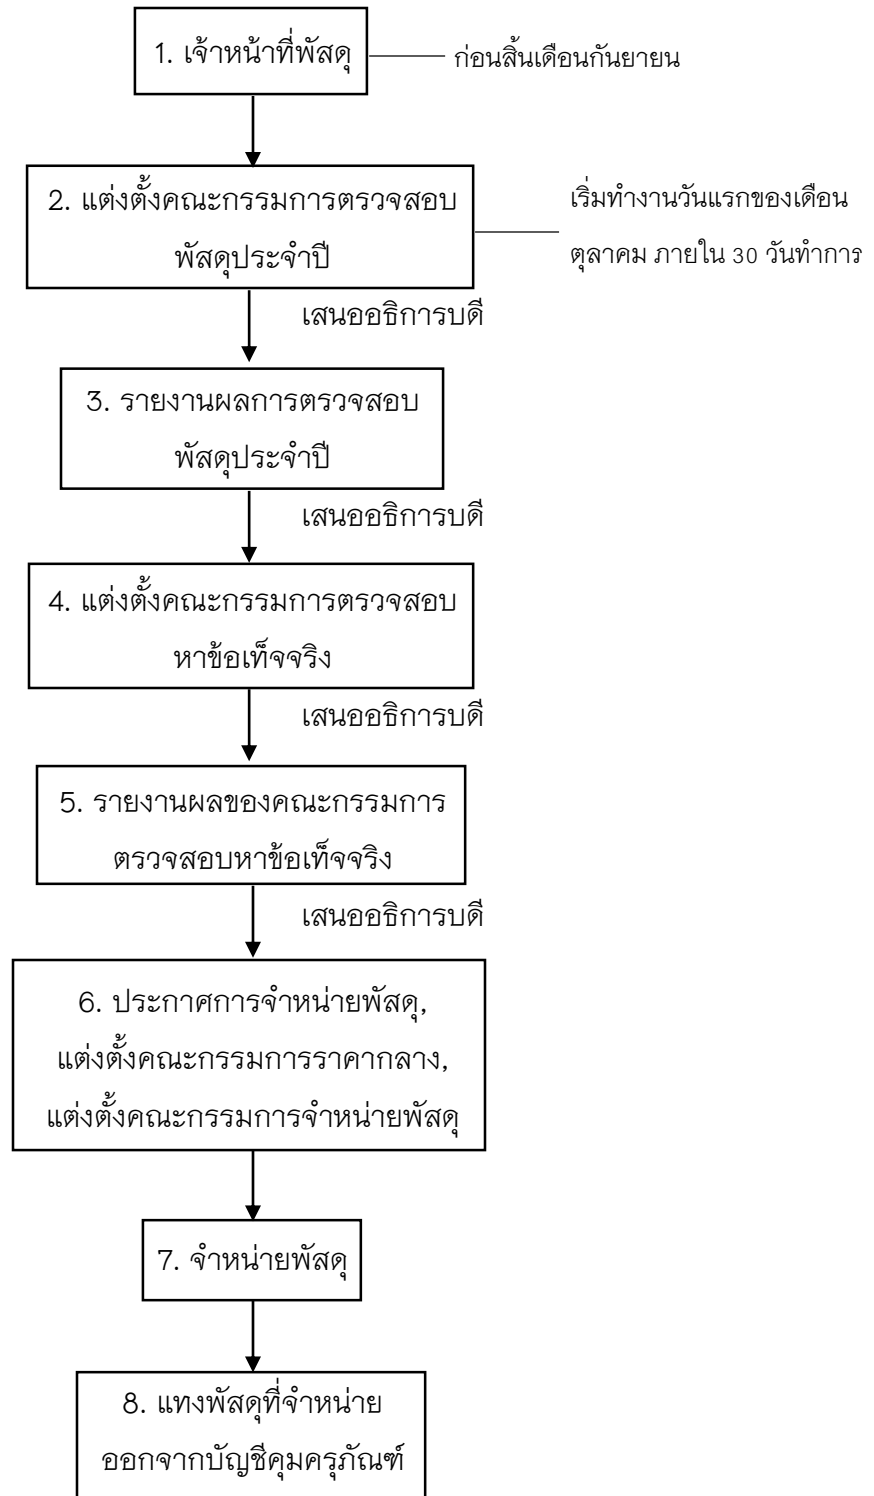 1. เจ้าหน้าที่พัสดุ
ก่อนสิ้นเดือนกันยายน
2. แต่งตั้งคณะกรรมการตรวจสอบ
พัสดุประจำปี
เริ่มทำงานวันแรกของเดือน
ตุลาคม ภายใน 30 วันทำการ
เสนออธิการบดี
3. รายงานผลการตรวจสอบ
พัสดุประจำปี
เสนออธิการบดี
4. แต่งตั้งคณะกรรมการตรวจสอบ
หาข้อเท็จจริง
เสนออธิการบดี
5. รายงานผลของคณะกรรมการ
ตรวจสอบหาข้อเท็จจริง
เสนออธิการบดี
6. ประกาศการจำหน่ายพัสดุ,
แต่งตั้งคณะกรรมการราคากลาง,
แต่งตั้งคณะกรรมการจำหน่ายพัสดุ
7. จำหน่ายพัสดุ
8. แทงพัสดุที่จำหน่าย
ออกจากบัญชีคุมครุภัณฑ์